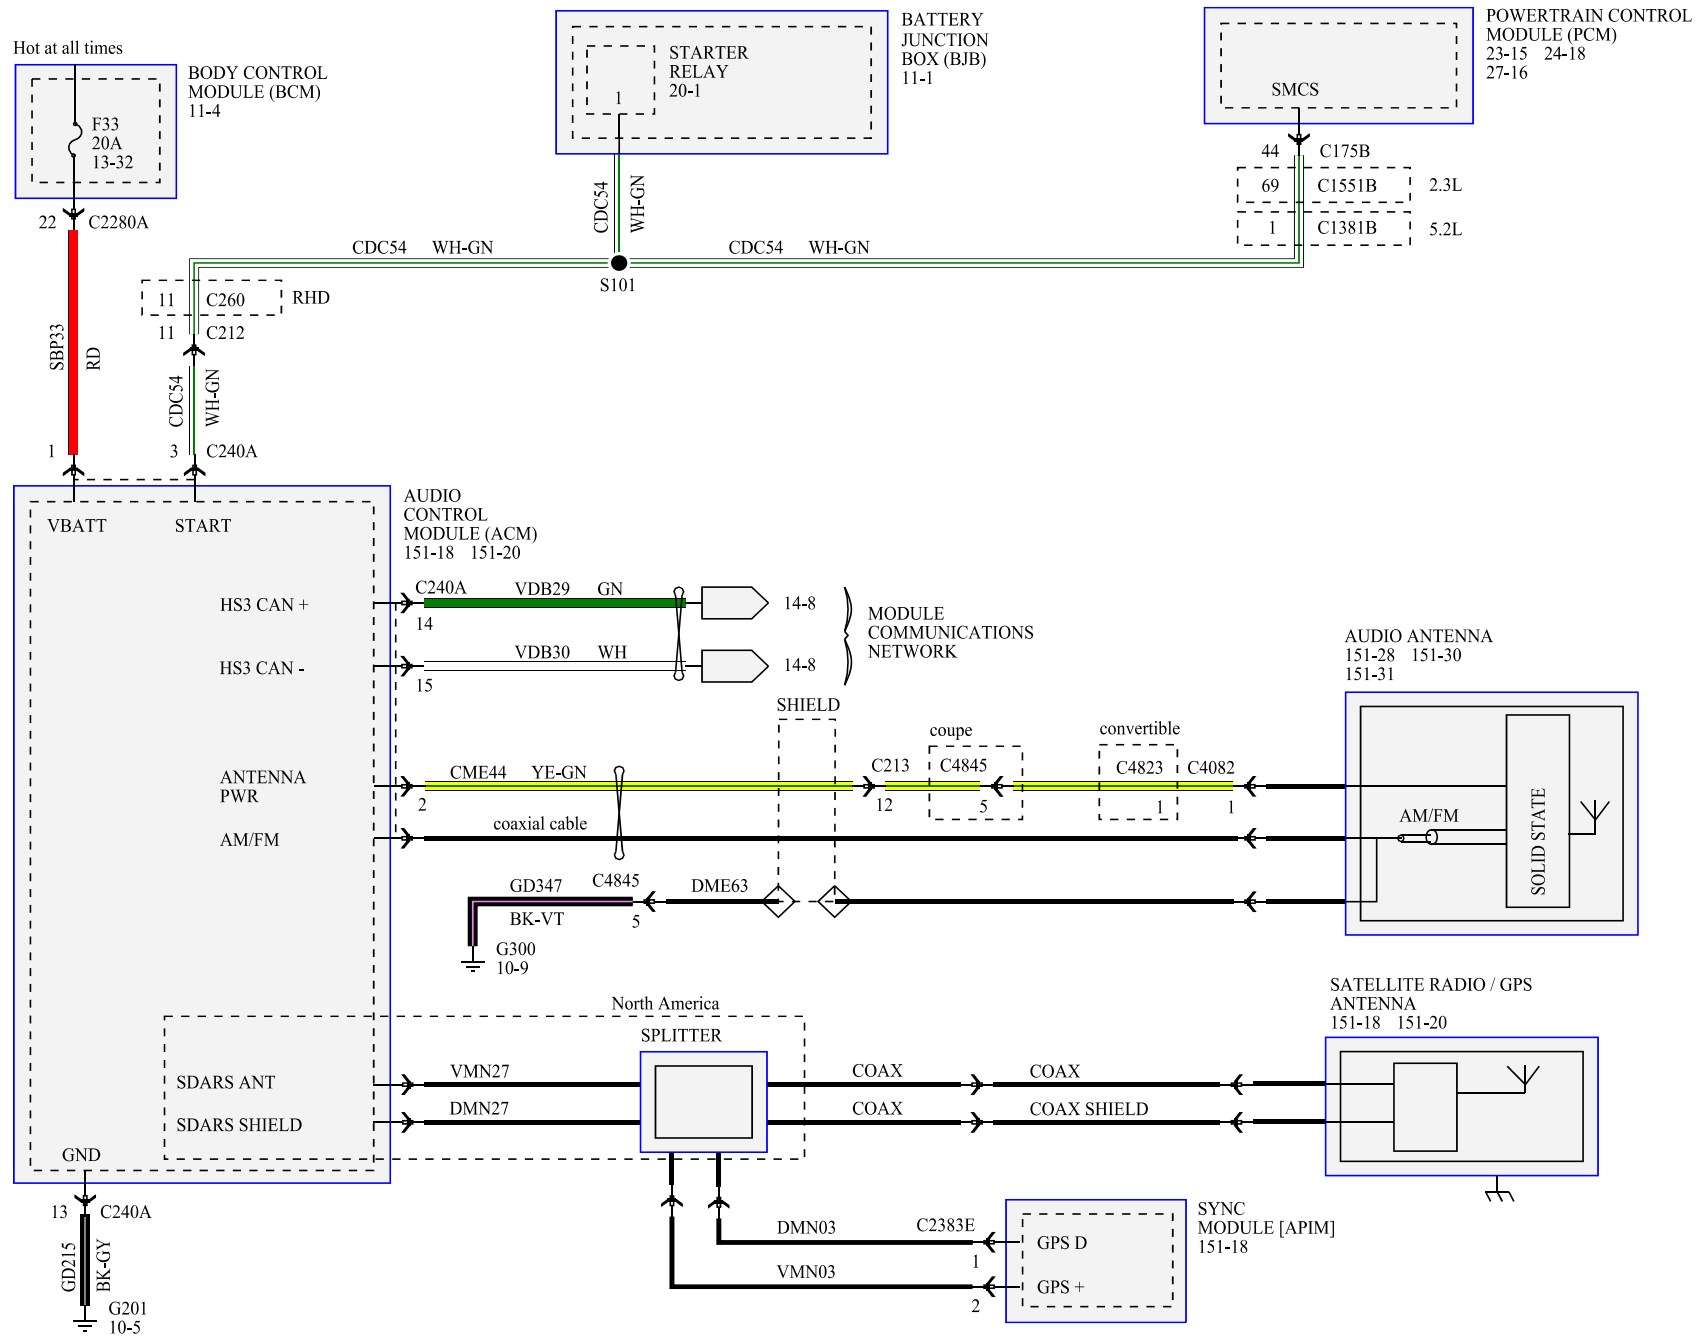 Hot at all times
BODY CONTROL
MODULE (BCM)
11-4
F33
20A
13-32
22 C2280A
SBP33
RD
1
BATTERY
JUNCTION
BOX (BJB)
11-1
STARTER
RELAY
20-1
1
CDC54
WH-GN
POWERTRAIN CONTROL
MODULE (PCM)
23-15 24-18
27-16
SMCS
44 C175B
69 C1551B 2.3L
1 C1381B 5.2L
CDC54 WH-GN
CDC54 WH-GN
S101
11 C260 RHD
11 C212
CDC54
WH-GN
3 C240A
AUDIO
CONTROL
MODULE (ACM)
151-18 151-20
VBATT START
HS3 CAN +
C240A VDB29 GN
14
14-8
HS3 CAN -
VDB30 WH
15
14-8
MODULE
COMMUNICATIONS
NETWORK
SHIELD
AUDIO ANTENNA
151-28 151-30
151-31
coupe convertible
ANTENNA
PWR
CME44 YE-GN
2
C213
12
C4845
5
C4823
1
C4082
1
AM/FM
coaxial cable
AM/FM
SOLID STATE
GD347
BK-VT
C4845
5
DME63
G300
10-9
SATELLITE RADIO / GPS
ANTENNA
151-18 151-20
North America
SPLITTER
SDARS ANT
VMN27
COAX
COAX
SDARS SHIELD
DMN27
COAX
COAX SHIELD
GND
13 C240A
GD215
BK-GY
G201
10-5
DMN03
C2383E
1
VMN03
2
GPS D
GPS +
SYNC
MODULE [APIM]
151-18